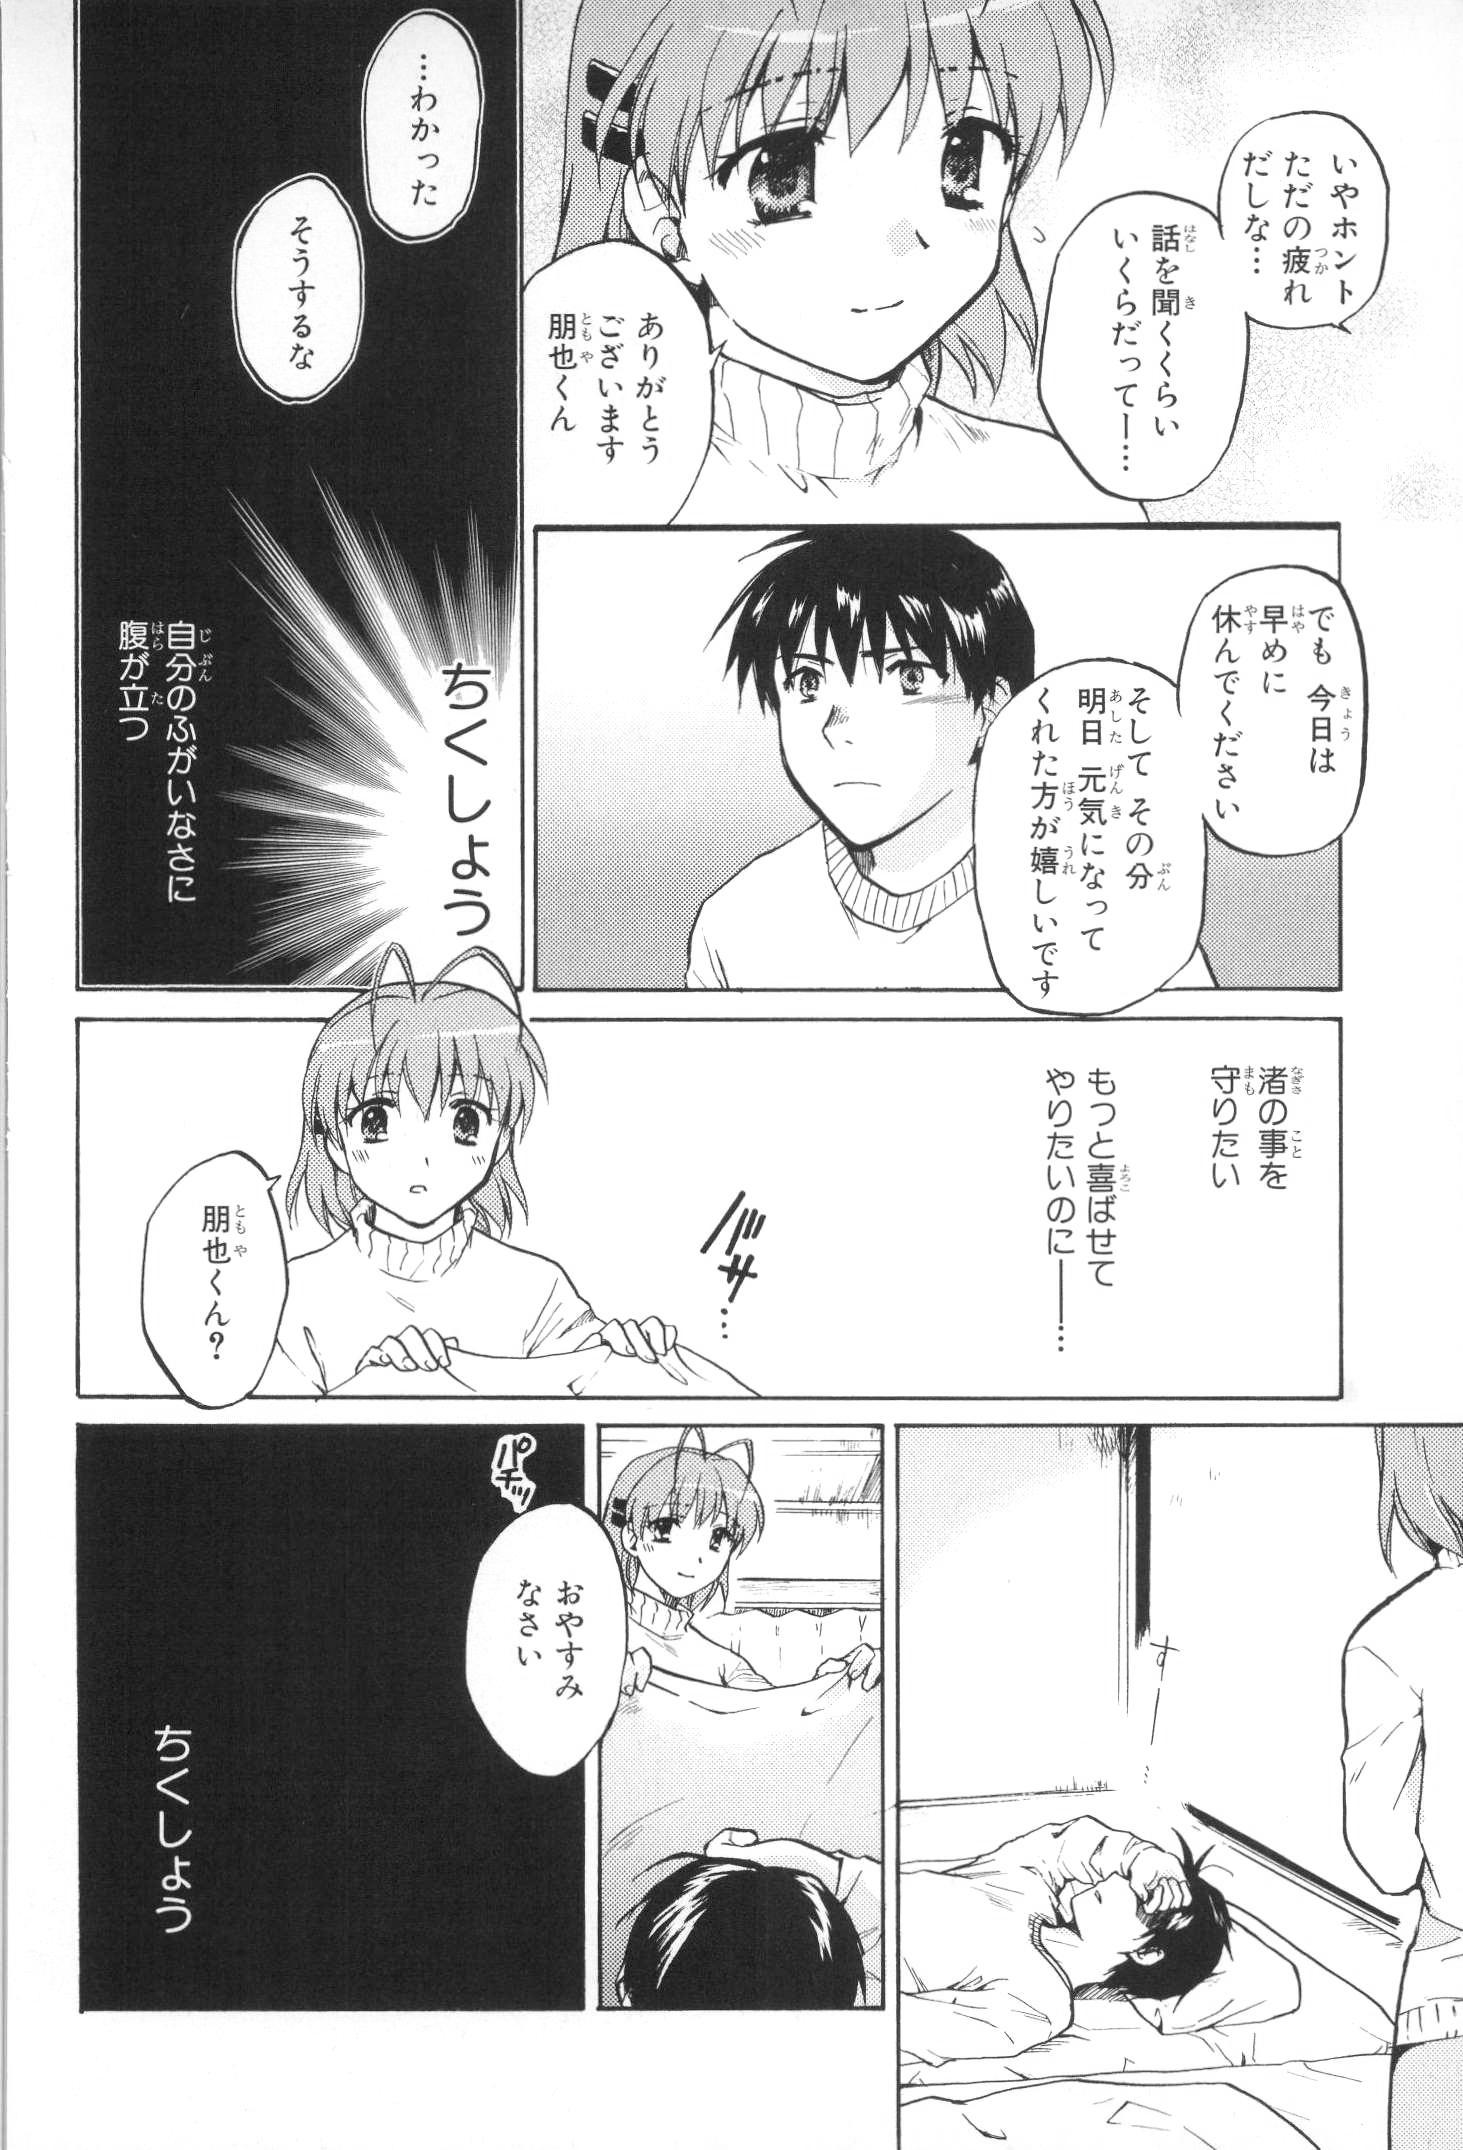 いやホント
ただの疲れ
だしな…
話を聞くくらい
いくらだってー…
ありがとう
ございます
朋也くん
でも 今日は
早めに
休んでください
そして その分
明日 元気になって
くれた方が嬉しいです
…わかった
そうするな
ちくしょう
自分のふがいなさに
腹が立つ
渚の事を
守りたい
もっと喜ばせて
やりたいのに――…
バサ…
朋也くん?
すー…
おやすみ
なさい
パチッ
ちくしょう